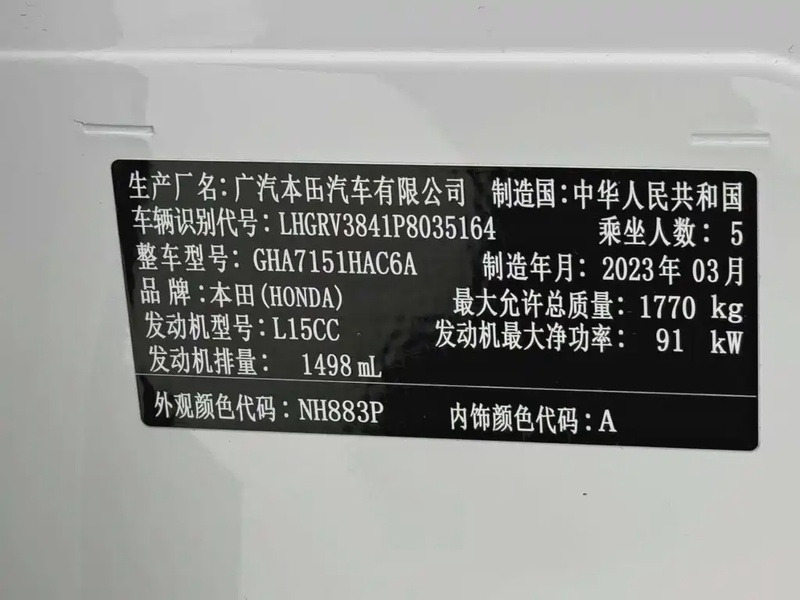 生产厂名:广汽本田汽车有限公司 制造国:中华人民共和国
车辆识别代号:LHGRV3841P8035164 乘坐人数:5
整车型号:GHA7151HAC6A 制造年月:2023年03月
品牌:本田(HONDA) 最大允许总质量:1770 kg
发动机型号:L15CC 发动机最大净功率:91 kW
发动机排量:1498 mL
外观颜色代码:NH883P 内饰颜色代码:A